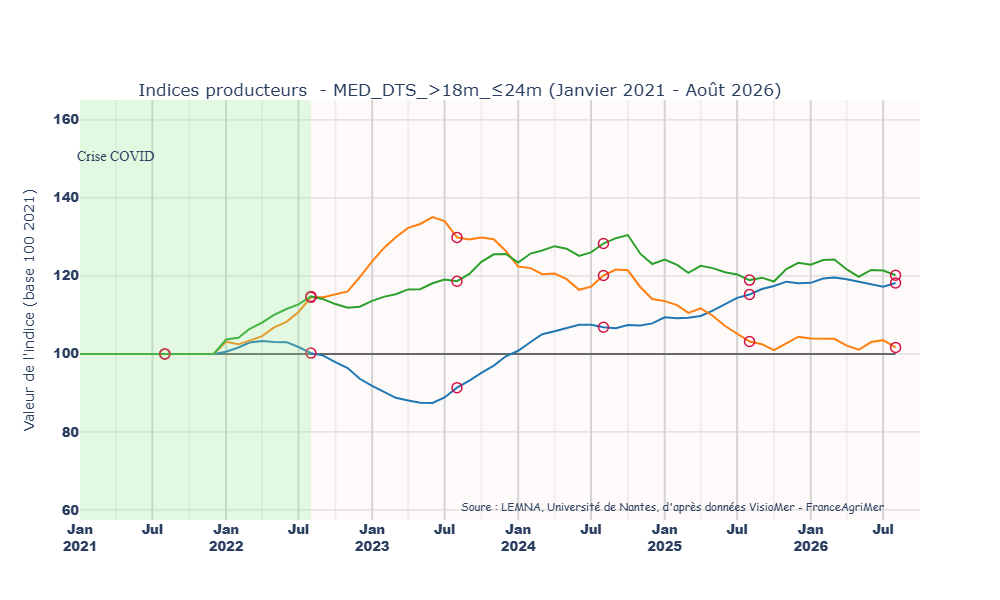 Indices producteurs  - MED_DTS_>18m_≤24m (Janvier 2021 - Août 2026)
160
Crise COVID
140
120
100
80
60
Valeur de l'indice (base 100 2021)
Soure : LEMNA, Université de Nantes, d'après données VisioMer - FranceAgriMer
Jan Jul Jan Jul Jan Jul Jan Jul Jan Jul Jan Jul
2021 2022 2023 2024 2025 2026